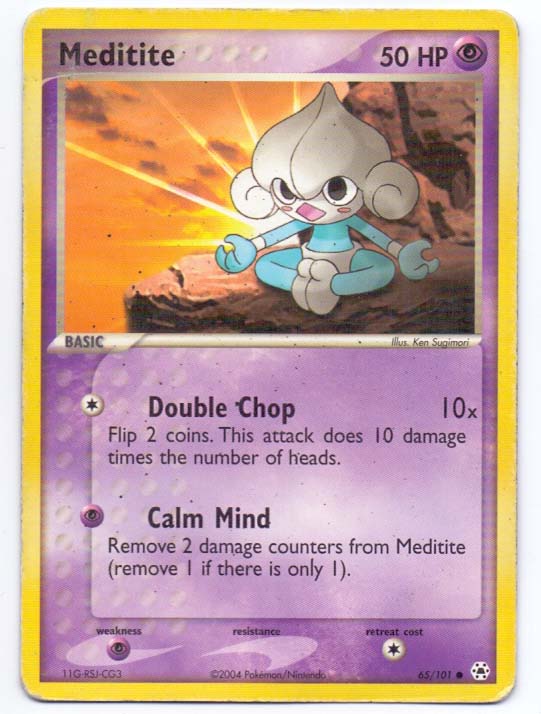 Meditite 50 HP
BASIC Illus. Ken Sugimori
Double Chop 10x
Flip 2 coins. This attack does 10 damage
times the number of heads.
Calm Mind
Remove 2 damage counters from Meditite
(remove 1 if there is only 1).
weakness resistance retreat cost
11G-RSJ-CG3 ©2004 Pokémon/Nintendo 65/101 ●